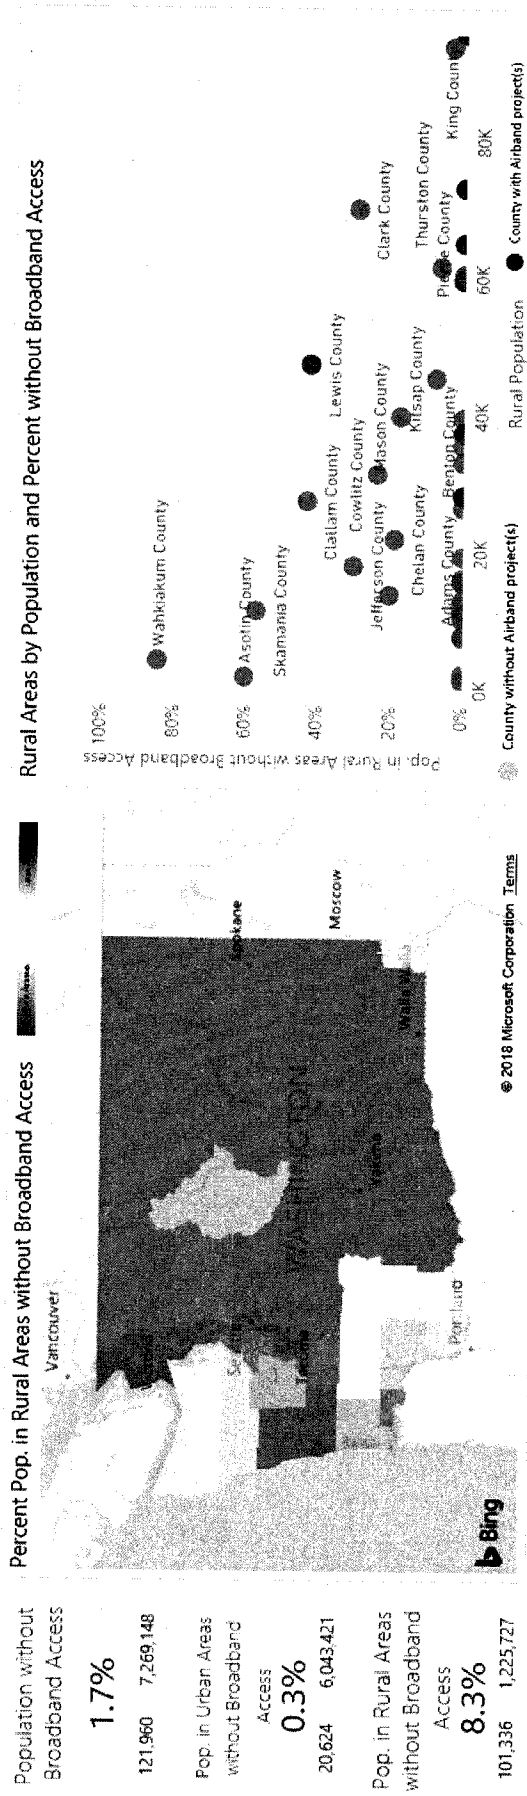 Population without
Broadband Access
1.7%
121,960 7,269,148
Pop. in Urban Areas
without Broadband
Access
0.3%
20,624 6,043,421
Pop. in Rural Areas
without Broadband
Access
8.3%
101,336 1,225,727
Percent Pop. in Rural Areas without Broadband Access
Vancouver
Spokane
Moscow
WASHINGTON
Tacoma
Yakima
Walla Walla
Portland
Bing
© 2018 Microsoft Corporation Terms
Rural Areas by Population and Percent without Broadband Access
Pop. in Rural Areas without Broadband Access
100%
80%
60%
40%
20%
0%
Wahkiakum County
Asotin County
Skamania County
Clallam County
Lewis County
Clark County
Cowlitz County
Jefferson County
Mason County
Chelan County
Kitsap County
Thurston County
Adams County
Benton County
Pierce County
King County
0K
20K
40K
60K
80K
Rural Population
County without Airband project(s)
County with Airband project(s)